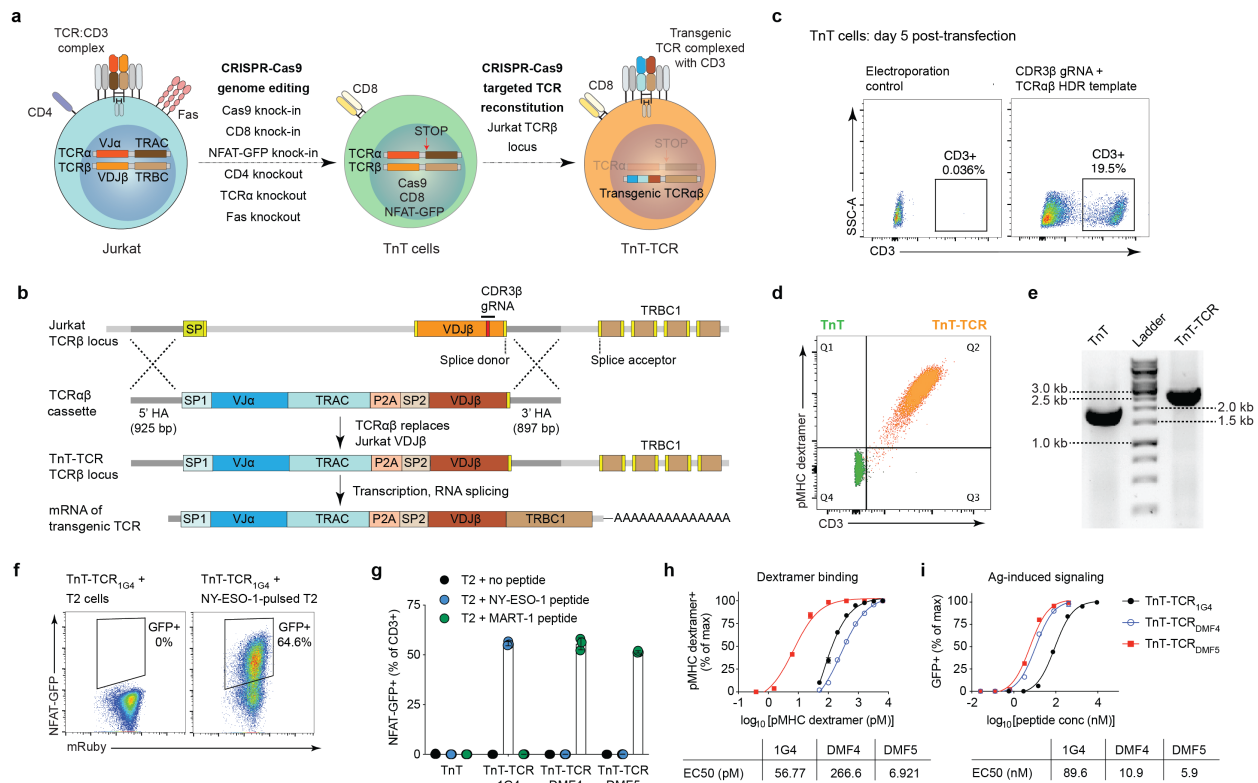 a
TCR:CD3
complex
CD4
Fas
VJα TRAC
TCRα
TCRβ
VDJβ TRBC
Jurkat
CRISPR-Cas9
genome editing
Cas9 knock-in
CD8 knock-in
NFAT-GFP knock-in
CD4 knockout
TCRα knockout
Fas knockout
CD8
STOP
TCRα
TCRβ
Cas9
CD8
NFAT-GFP
TnT cells
CRISPR-Cas9
targeted TCR
reconstitution
Jurkat TCRβ
locus
Transgenic
TCR complexed
with CD3
CD8
STOP
TCRα
Transgenic TCRαβ
TnT-TCR
b
CDR3β
gRNA
Jurkat
TCRβ locus
SP
VDJβ
TRBC1
Splice donor
Splice acceptor
TCRαβ
cassette
SP1 VJα TRAC P2A SP2 VDJβ
5' HA
(925 bp)
3' HA
(897 bp)
TCRαβ replaces
Jurkat VDJβ
TnT-TCR
TCRβ locus
SP1 VJα TRAC P2A SP2 VDJβ
TRBC1
Transcription, RNA splicing
mRNA of
transgenic TCR
SP1 VJα TRAC P2A SP2 VDJβ TRBC1
AAAAAAAAAAAAAA
c
TnT cells: day 5 post-transfection
Electroporation
control
CDR3β gRNA +
TCRαβ HDR template
CD3+
0.036%
CD3+
19.5%
SSC-A
CD3
d
TnT TnT-TCR
Q1 Q2
Q4 Q3
pMHC dextramer
CD3
e
TnT
Ladder
TnT-TCR
3.0 kb
2.5 kb
2.0 kb
1.5 kb
1.0 kb
f
TnT-TCR1G4 +
T2 cells
TnT-TCR1G4 +
NY-ESO-1-pulsed T2
GFP+
0%
GFP+
64.6%
NFAT-GFP
mRuby
g
T2 + no peptide
T2 + NY-ESO-1 peptide
T2 + MART-1 peptide
NFAT-GFP+ (% of CD3+)
75
50
25
0
TnT TnT-TCR TnT-TCR TnT-TCR
1G4 DMF4 DMF5
h
Dextramer binding
pMHC dextramer+
(% of max)
100
75
50
25
0
-1 0 1 2 3 4
log10[pMHC dextramer (pM)]
1G4 DMF4 DMF5
EC50 (pM) 56.77 266.6 6.921
i
Ag-induced signaling
GFP+ (% of max)
100
75
50
25
0
-2 -1 0 1 2 3 4
log10[peptide conc (nM)]
TnT-TCR1G4
TnT-TCRDMF4
TnT-TCRDMF5
1G4 DMF4 DMF5
EC50 (nM) 89.6 10.9 5.9